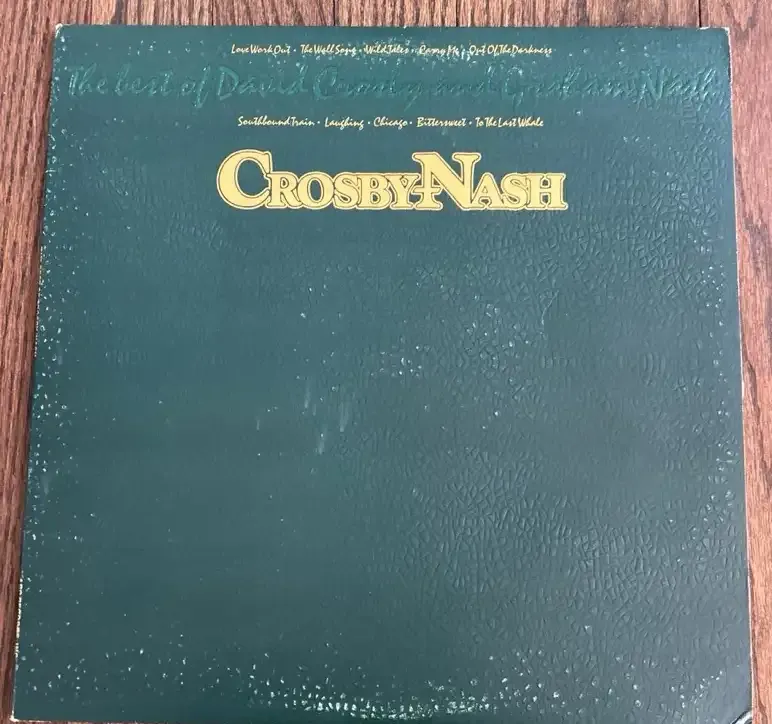 Love Work Out • The Wall Song • Wild Tales • Carry Me • Out Of The Darkness
The best of David Crosby and Graham Nash
Southbound Train • Laughing • Chicago • Bittersweet • To The Last Whale
CROSBY-NASH